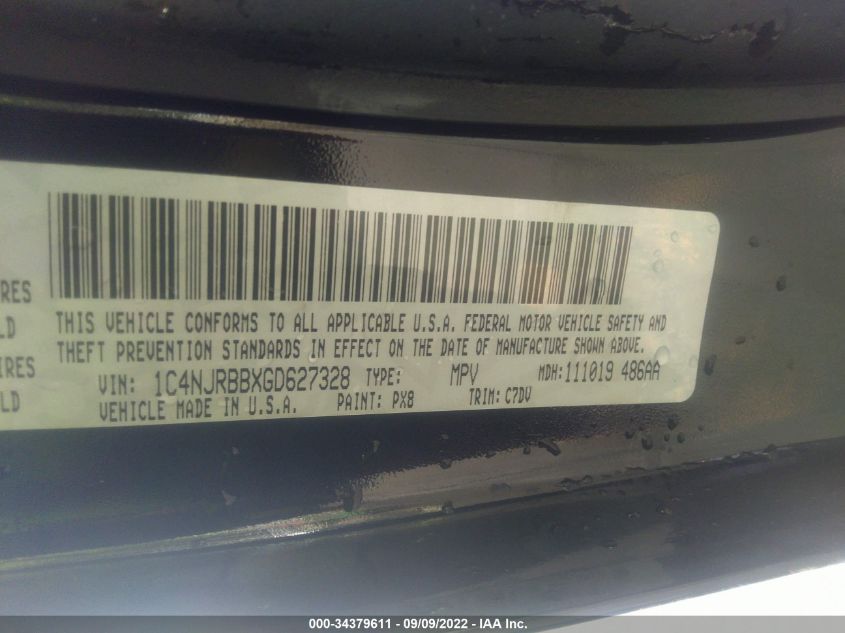 RES
LD
IRES
LD
THIS VEHICLE CONFORMS TO ALL APPLICABLE U.S.A. FEDERAL MOTOR VEHICLE SAFETY AND
THEFT PREVENTION STANDARDS IN EFFECT ON THE DATE OF MANUFACTURE SHOWN ABOVE.
VIN: 1C4NJRBBXGD627328 TYPE: MPV MDH:111019 486AA
VEHICLE MADE IN U.S.A. PAINT: PX8 TRIM: C7DV
000-34379611 - 09/09/2022 - IAA Inc.